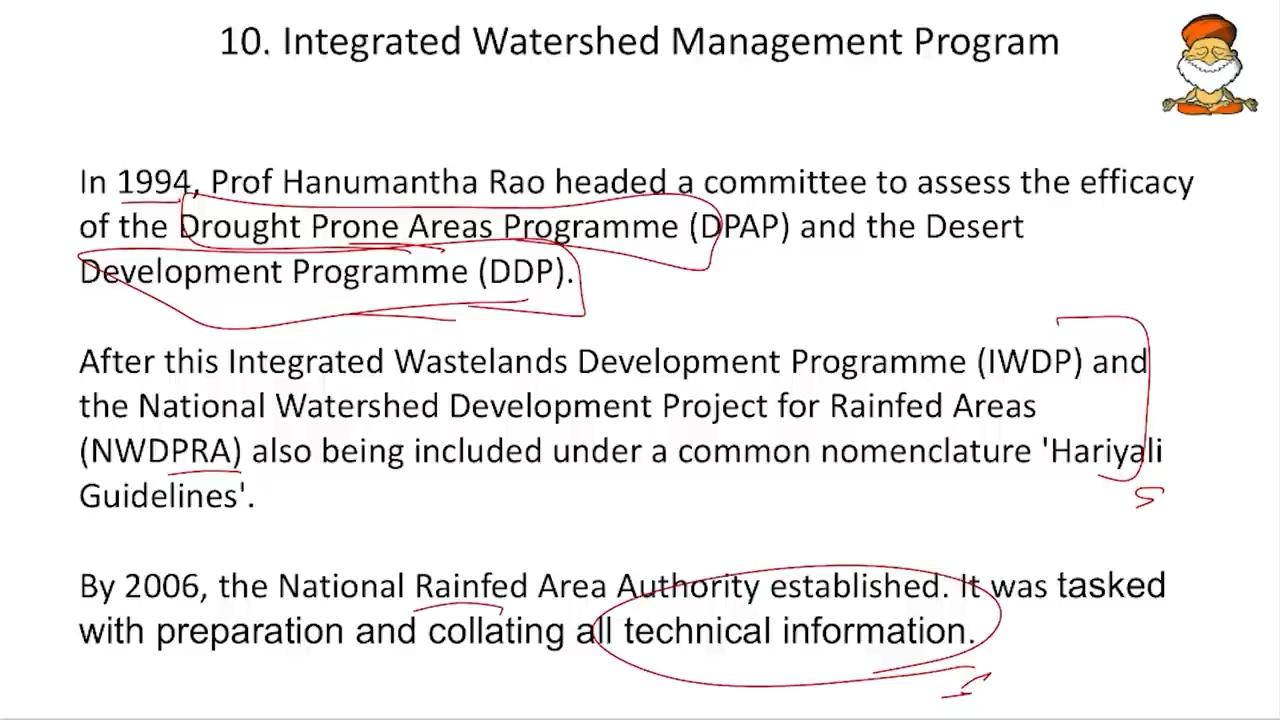 10. Integrated Watershed Management Program
In 1994, Prof Hanumantha Rao headed a committee to assess the efficacy
of the Drought Prone Areas Programme (DPAP) and the Desert
Development Programme (DDP).
After this Integrated Wastelands Development Programme (IWDP) and
the National Watershed Development Project for Rainfed Areas
(NWDPRA) also being included under a common nomenclature 'Hariyali
Guidelines'.
By 2006, the National Rainfed Area Authority established. It was tasked
with preparation and collating all technical information.